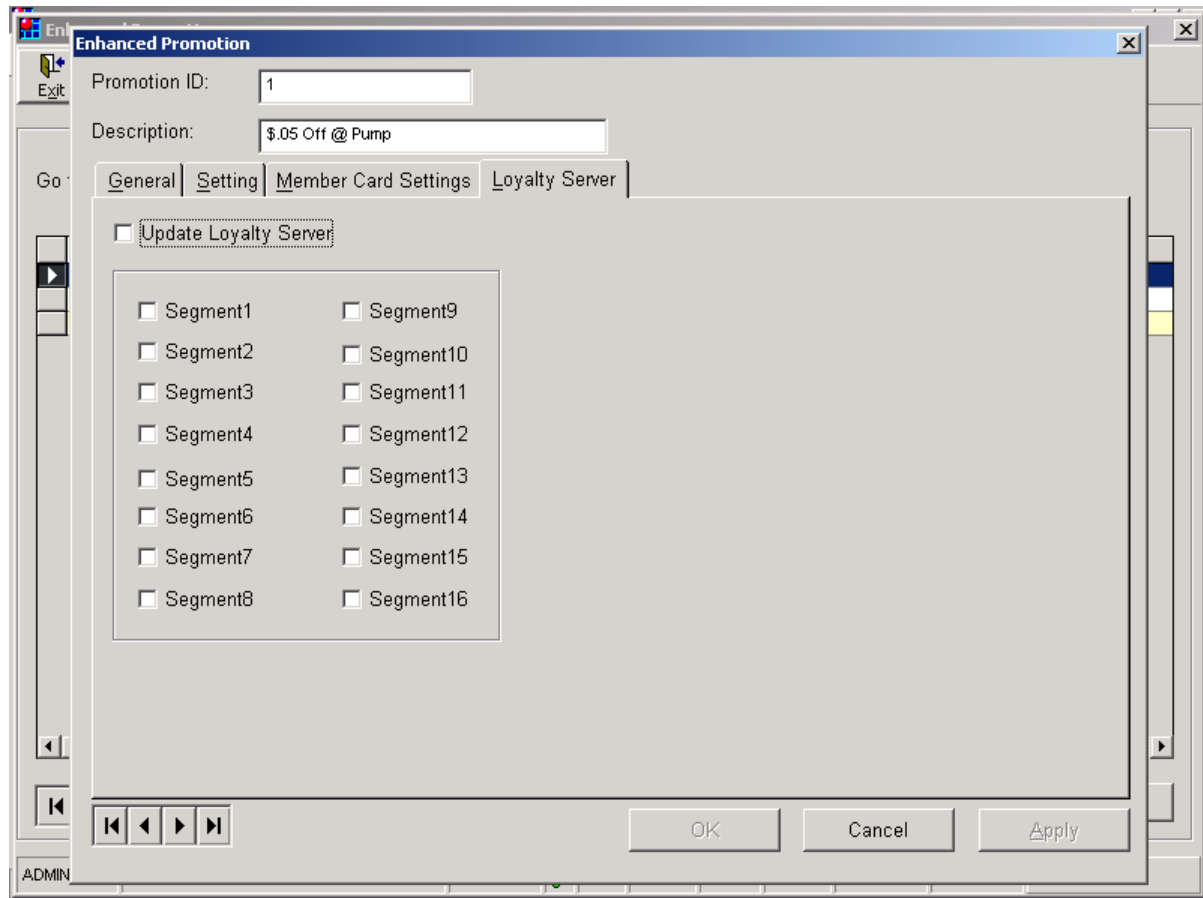 Enhanced Promotion
Exit
Promotion ID: 1
Description: $.05 Off @ Pump
Go
General Setting Member Card Settings Loyalty Server
Update Loyalty Server
Segment1 Segment9
Segment2 Segment10
Segment3 Segment11
Segment4 Segment12
Segment5 Segment13
Segment6 Segment14
Segment7 Segment15
Segment8 Segment16
OK Cancel Apply
ADMIN